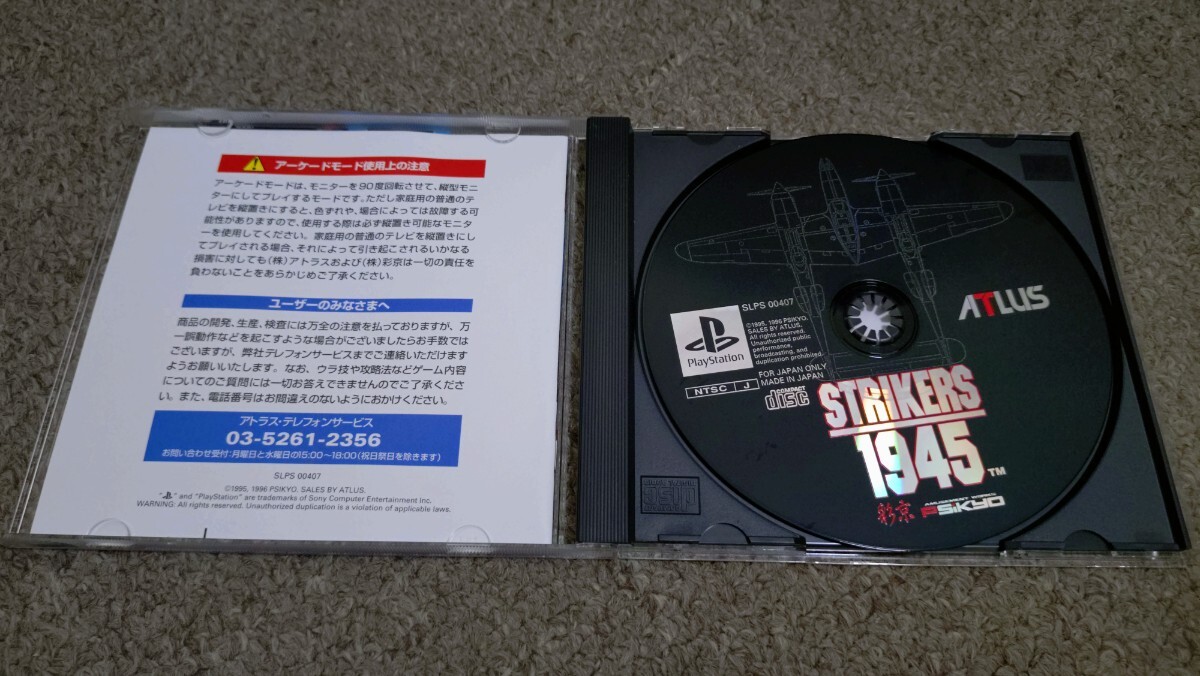 アーケードモード使用上の注意
アーケードモードは、モニターを90度回転させて、縦型モニ
ターにしてプレイするモードです。ただし家庭用の普通のテ
レビを縦置きにすると、色ずれや、場合によっては故障する可
能性がありますので、使用する際は必ず縦置き可能なモニタ
ーを使用してください。家庭用の普通のテレビを縦置きにし
てプレイされる場合、それによって引き起こされるいかなる
損害に対しても(株)アトラスおよび(株)彩京は一切の責任を
負わないことをあらかじめご了承ください。
ユーザーのみなさまへ
商品の開発、生産、検査には万全の注意を払っておりますが、万
一誤動作などを起こすような場合がございましたらお手数では
ございますが、弊社テレフォンサービスまでご連絡いただけます
ようお願いいたします。なお、ウラ技や攻略法などゲーム内容
についてのご質問には一切お答えできませんのでご了承くださ
い。また、電話番号はお間違えのないようにおかけください。
アトラス・テレフォンサービス
03-5261-2356
お問い合わせ受付:月曜日と水曜日の15:00〜18:00(祝日祭日を除きます)
SLPS 00407
©1995, 1996 PSIKYO. SALES BY ATLUS.
" " and "PlayStation" are trademarks of Sony Computer Entertainment Inc.
WARNING: All rights reserved. Unauthorized duplication is a violation of applicable laws.
SLPS 00407
PlayStation
©1995, 1996 PSIKYO.
SALES BY ATLUS.
All rights reserved.
Unauthorized public
performance,
broadcasting, and
duplication prohibited.
NTSC J
FOR JAPAN ONLY
MADE IN JAPAN
COMPACT
disc
ATLUS
STRIKERS
1945™
彩京
AMUSEMENT WORKS
PSIKYO